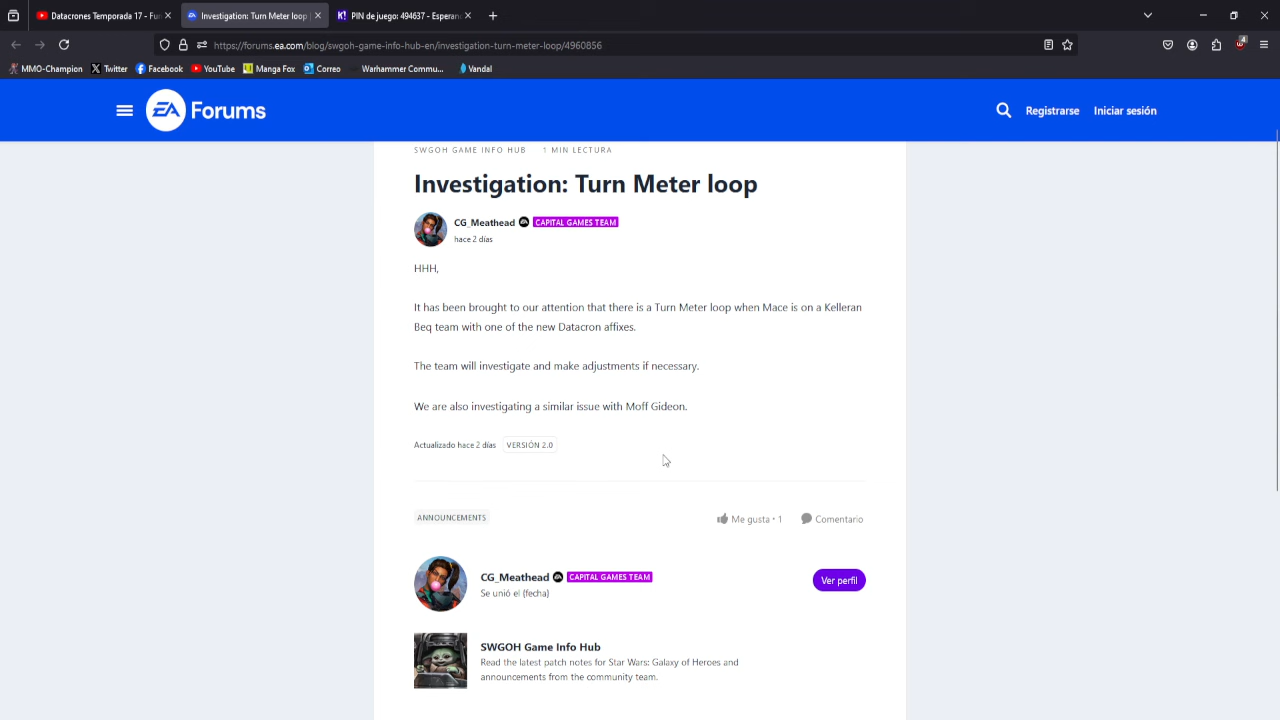 Datacrones Temporada 17 - Fu
Investigation: Turn Meter loop |
PIN de juego: 494637 - Esperan
https://forums.ea.com/blog/swgoh-game-info-hub-en/investigation-turn-meter-loop/4960856
4
MMO-Champion
Twitter
Facebook
YouTube
Manga Fox
Correo
Warhammer Commu...
Vandal
EA Forums
Registrarse
Iniciar sesión
SWGOH GAME INFO HUB
1 MIN LECTURA
Investigation: Turn Meter loop
CG_Meathead EA CAPITAL GAMES TEAM
hace 2 días
HHH,
It has been brought to our attention that there is a Turn Meter loop when Mace is on a Kelleran
Beq team with one of the new Datacron affixes.
The team will investigate and make adjustments if necessary.
We are also investigating a similar issue with Moff Gideon.
Actualizado hace 2 días
VERSIÓN 2.0
ANNOUNCEMENTS
Me gusta • 1
Comentario
CG_Meathead EA CAPITAL GAMES TEAM
Se unió el {fecha}
Ver perfil
SWGOH Game Info Hub
Read the latest patch notes for Star Wars: Galaxy of Heroes and
announcements from the community team.